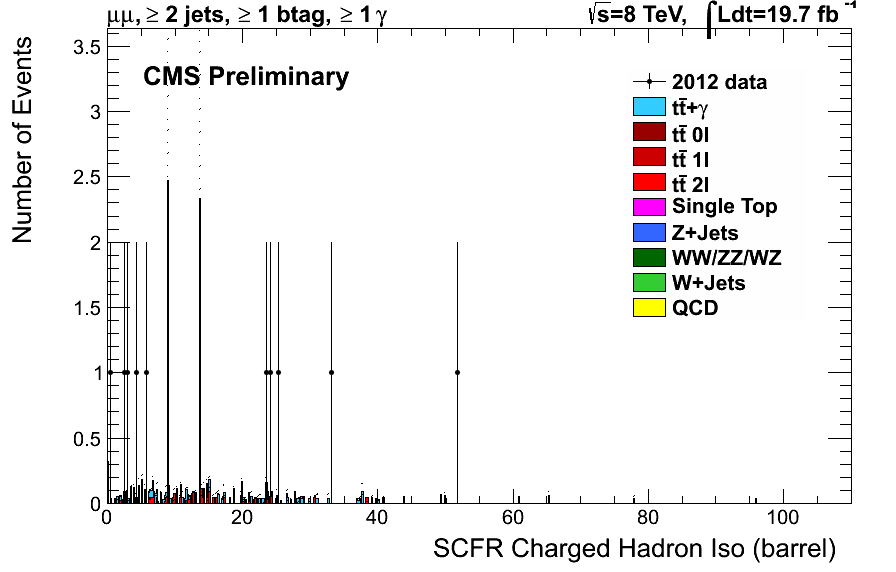 μμ, ≥ 2 jets, ≥ 1 btag, ≥ 1 γ
√s=8 TeV, ∫Ldt=19.7 fb⁻¹
CMS Preliminary
2012 data
tt̄+γ
tt̄ 0l
tt̄ 1l
tt̄ 2l
Single Top
Z+Jets
WW/ZZ/WZ
W+Jets
QCD
Number of Events
3.5
3
2.5
2
1.5
1
0.5
0
0 20 40 60 80 100
SCFR Charged Hadron Iso (barrel)